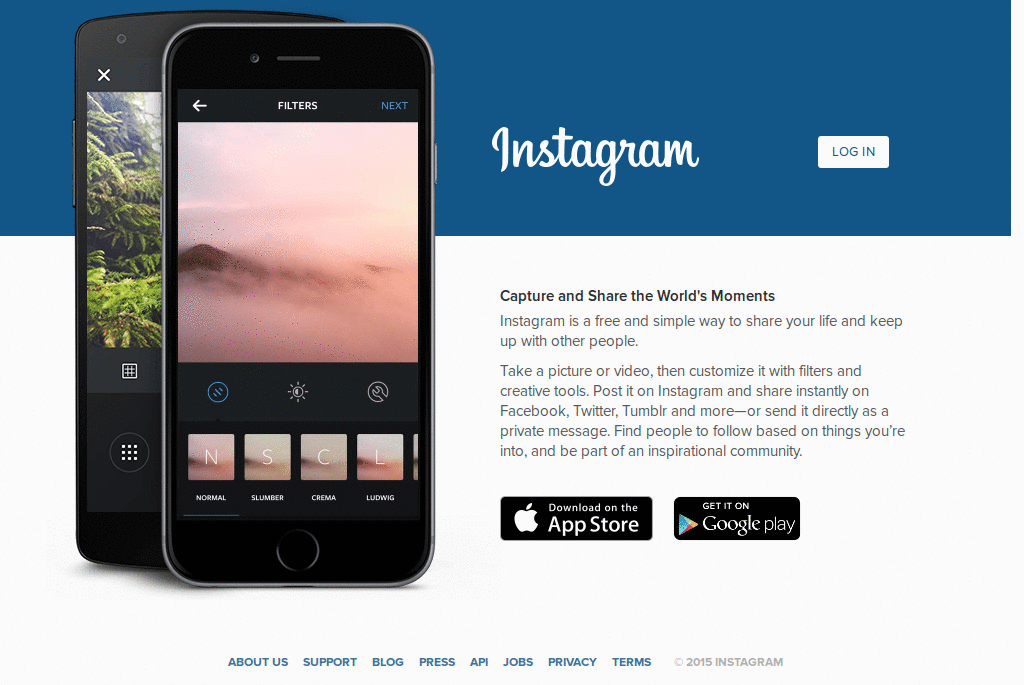 FILTERS
NEXT
N
S
C
L
NORMAL
SLUMBER
CREMA
LUDWIG
Instagram
LOG IN
Capture and Share the World's Moments
Instagram is a free and simple way to share your life and keep
up with other people.
Take a picture or video, then customize it with filters and
creative tools. Post it on Instagram and share instantly on
Facebook, Twitter, Tumblr and more—or send it directly as a
private message. Find people to follow based on things you’re
into, and be part of an inspirational community.
Download on the
App Store
GET IT ON
Google play
ABOUT US SUPPORT BLOG PRESS API JOBS PRIVACY TERMS © 2015 INSTAGRAM